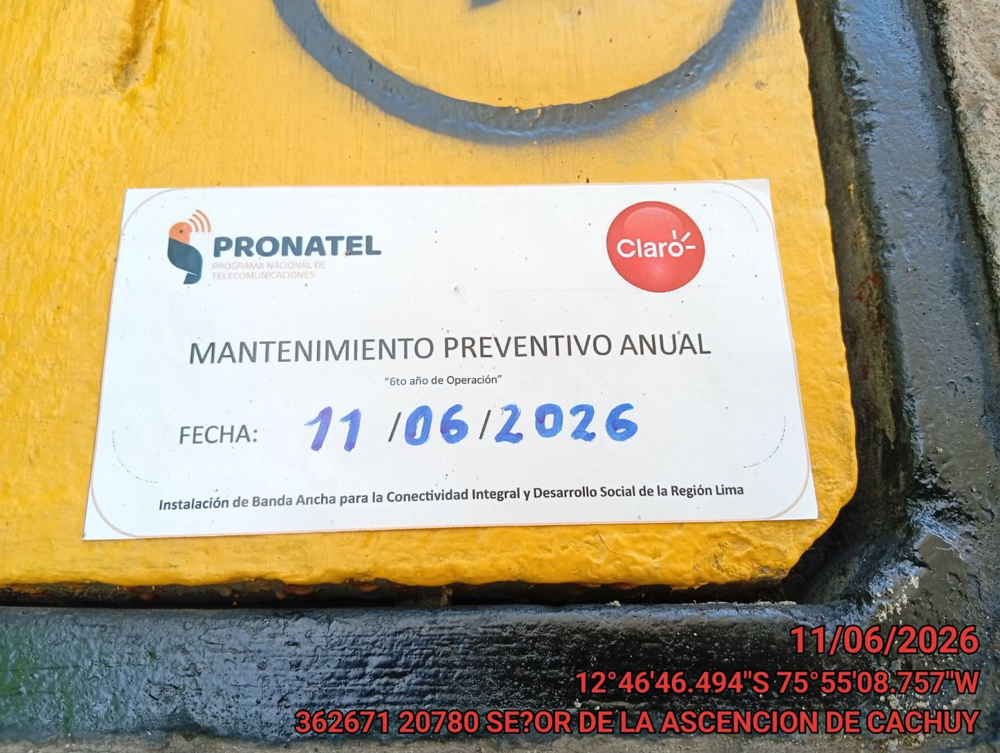 PRONATEL
PROGRAMA NACIONAL DE
TELECOMUNICACIONES
Claro
MANTENIMIENTO PREVENTIVO ANUAL
“6to año de Operación”
FECHA: 11/06/2026
Instalación de Banda Ancha para la Conectividad Integral y Desarrollo Social de la Región Lima
11/06/2026
12°46'46.494"S 75°55'08.757"W
362671 20780 SE?OR DE LA ASCENCION DE CACHUY